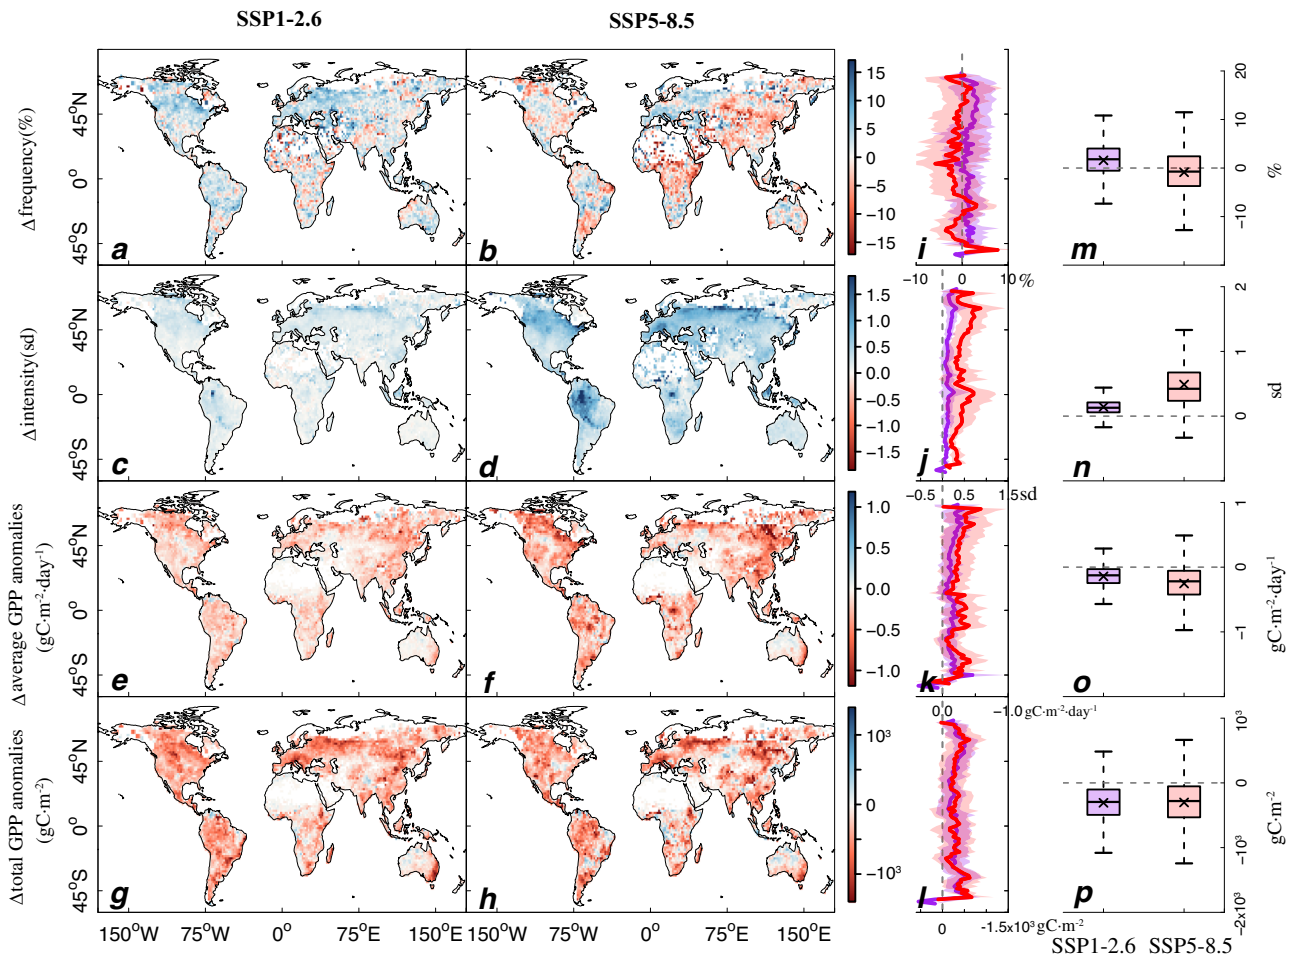 SSP1-2.6 SSP5-8.5
Δfrequency(%)
45°N
0°
45°S
a
b
15
10
5
0
−5
−10
−15
i
−10 0 10 %
m
20
10
0
−10
%
Δintensity(sd)
45°N
0°
45°S
c
d
1.5
1.0
0.5
0.0
−0.5
−1.0
−1.5
j
−0.5 0.5 1.5 sd
n
2
1
0
sd
Δaverage GPP anomalies
(gC·m⁻²·day⁻¹)
45°N
0°
45°S
e
f
1.0
0.5
0.0
−0.5
−1.0
k
0.0 −1.0 gC·m⁻²·day⁻¹
o
1
0
−1
gC·m⁻²·day⁻¹
Δtotal GPP anomalies
(gC·m⁻²)
45°N
0°
45°S
g
h
10³
0
−10³
l
0 −1.5x10³ gC·m⁻²
p
10³
0
−10³
−2x10³
gC·m⁻²
150°W 75°W 0° 75°E 150°E 150°W 75°W 0° 75°E 150°E
SSP1-2.6 SSP5-8.5